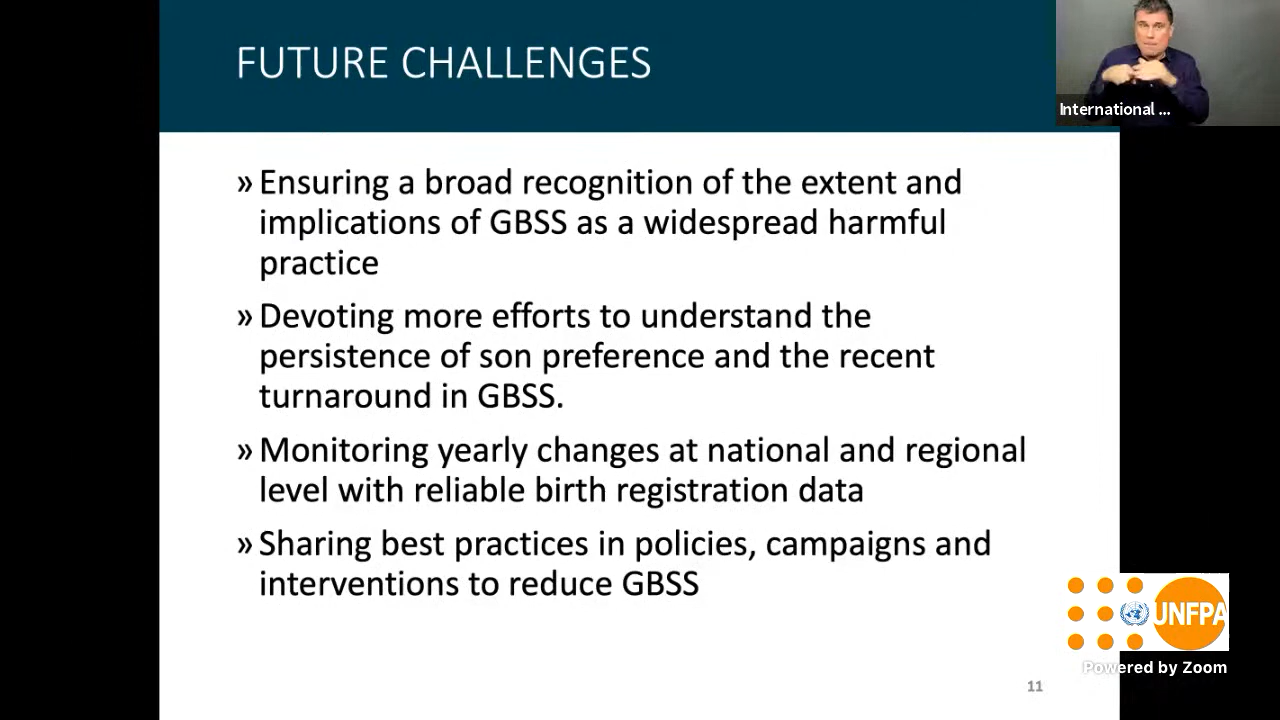 FUTURE CHALLENGES
International ...
» Ensuring a broad recognition of the extent and
implications of GBSS as a widespread harmful
practice
» Devoting more efforts to understand the
persistence of son preference and the recent
turnaround in GBSS.
» Monitoring yearly changes at national and regional
level with reliable birth registration data
» Sharing best practices in policies, campaigns and
interventions to reduce GBSS
UNFPA
Powered by Zoom
11